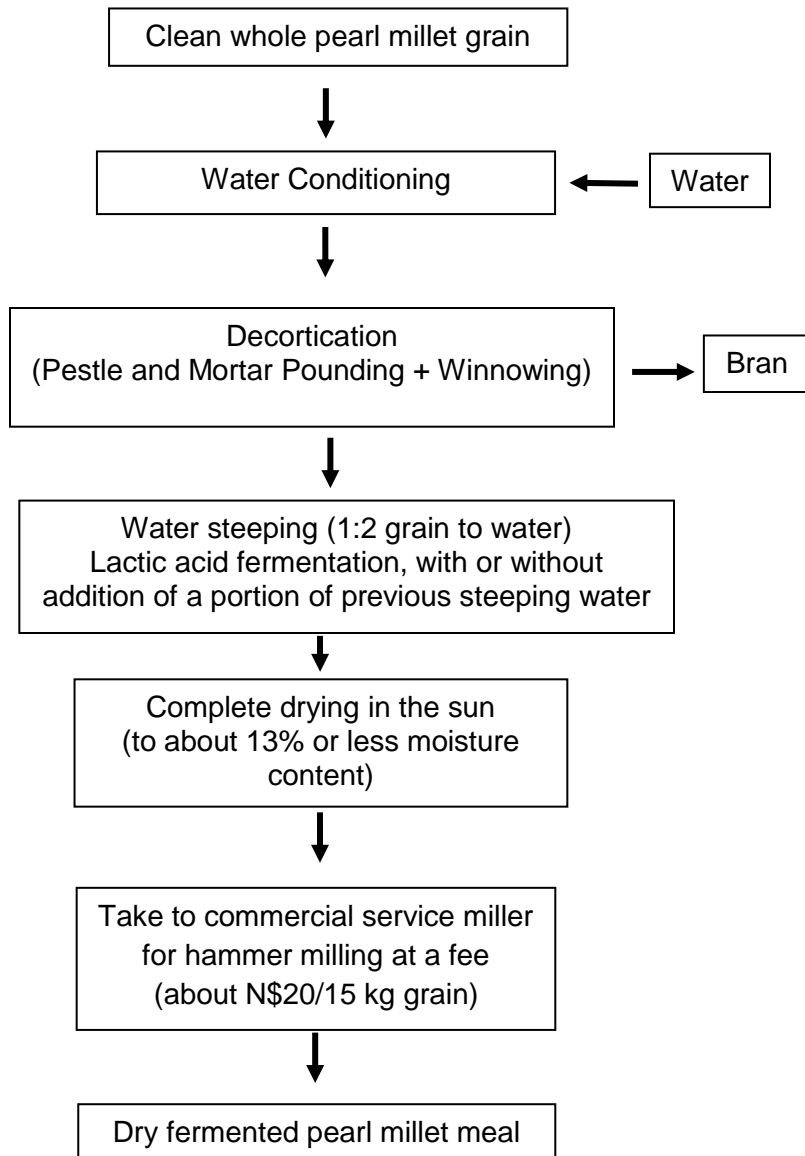 Clean whole pearl millet grain
Water Conditioning
Water
Decortication
(Pestle and Mortar Pounding + Winnowing)
Bran
Water steeping (1:2 grain to water)
Lactic acid fermentation, with or without
addition of a portion of previous steeping water
Complete drying in the sun
(to about 13% or less moisture
content)
Take to commercial service miller
for hammer milling at a fee
(about N$20/15 kg grain)
Dry fermented pearl millet meal